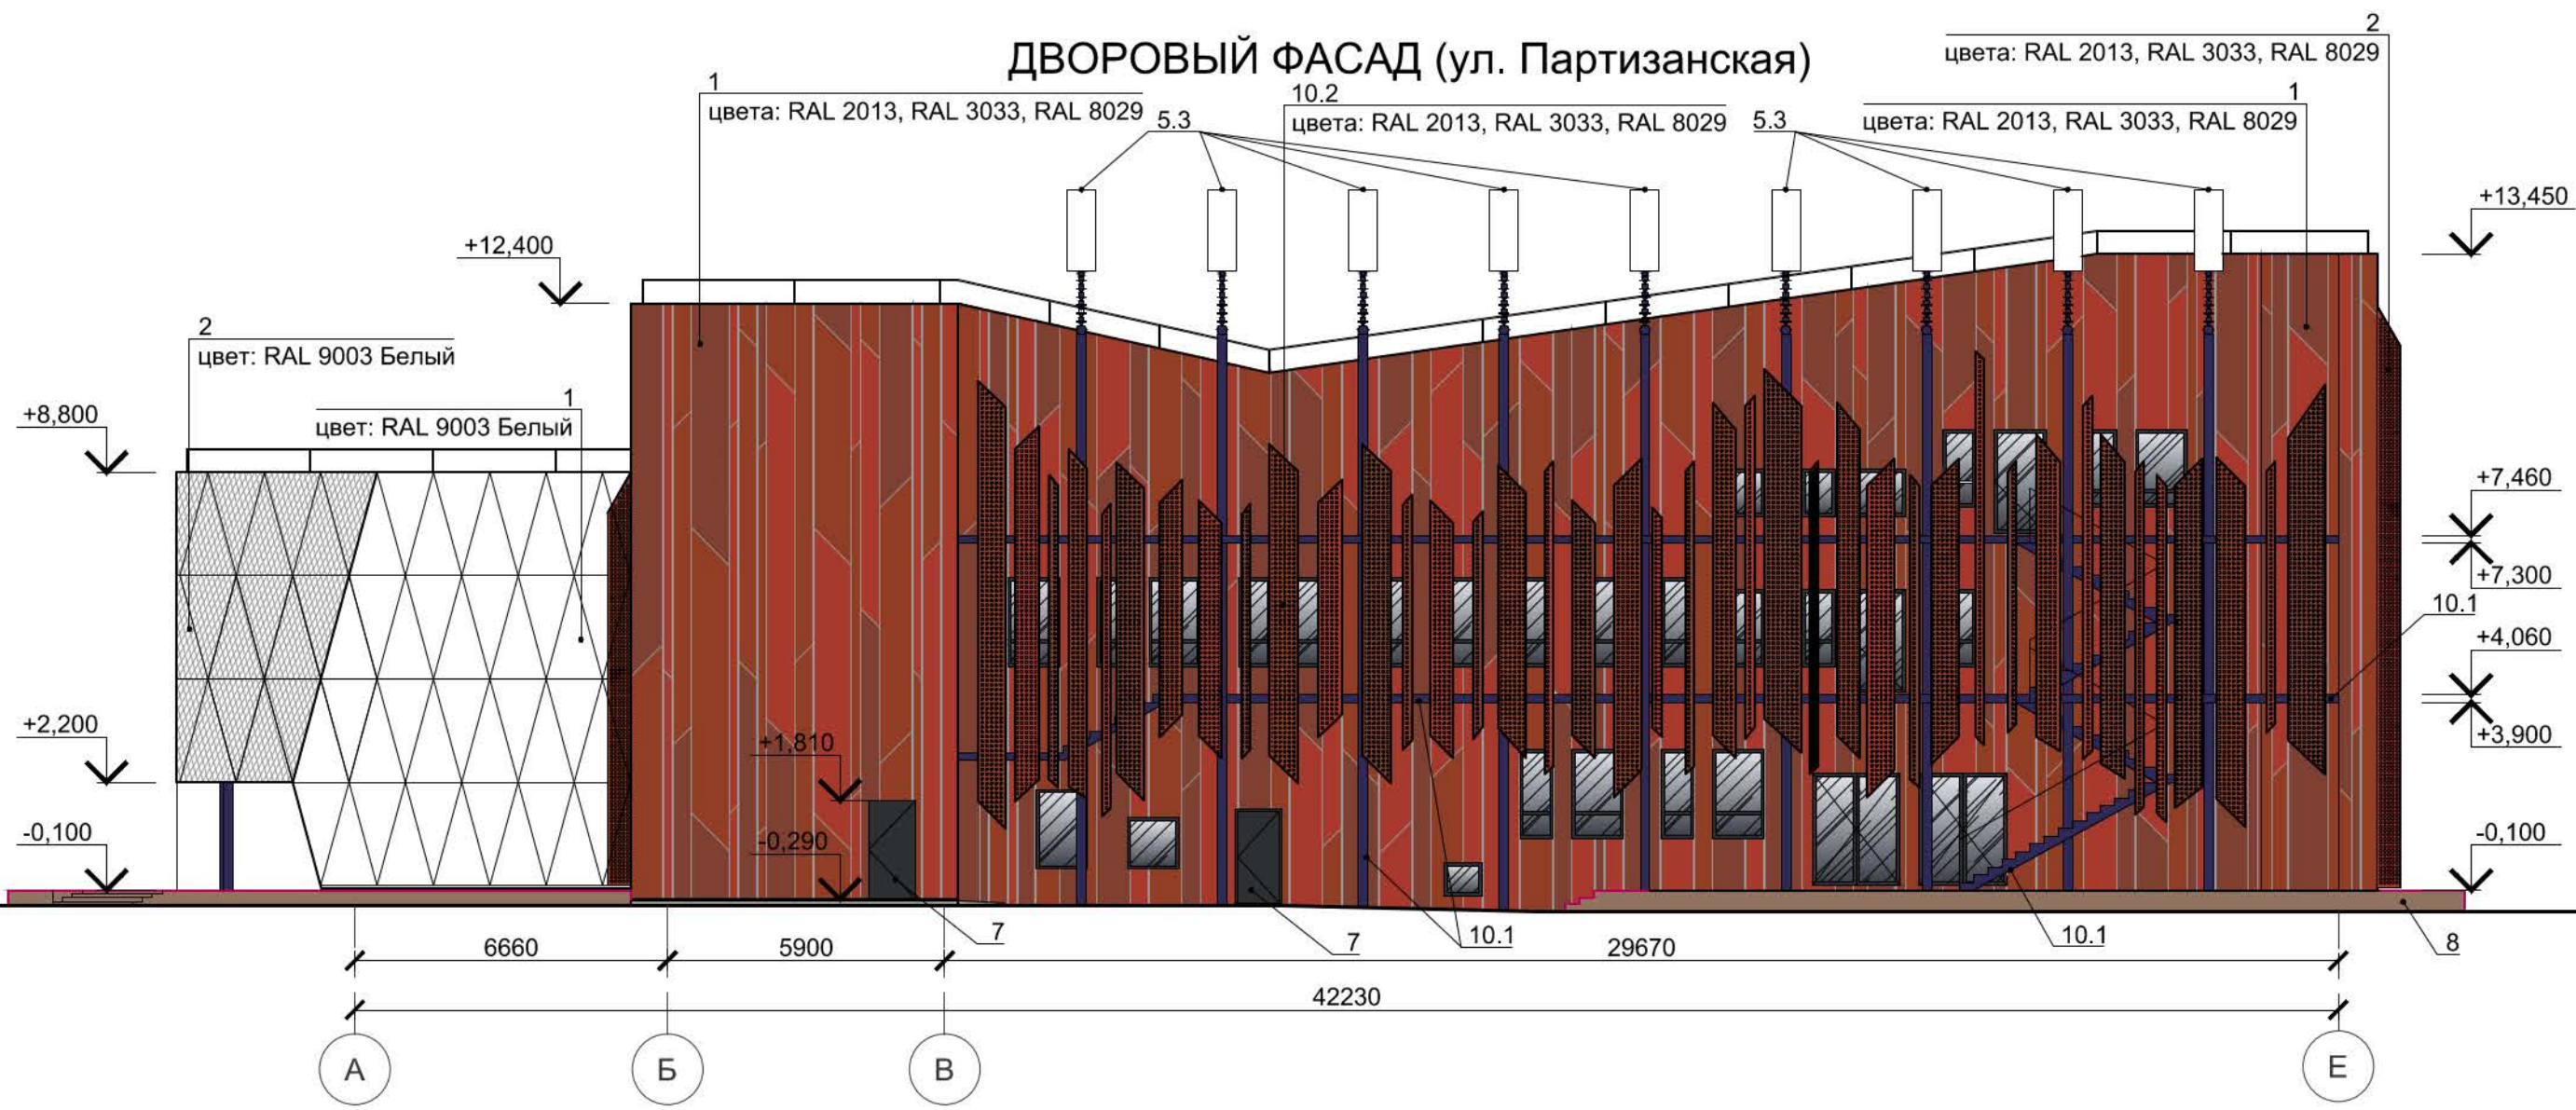 ДВОРОВЫЙ ФАСАД (ул. Партизанская)
2
цвета: RAL 2013, RAL 3033, RAL 8029
1
цвета: RAL 2013, RAL 3033, RAL 8029
5.3
10.2
цвета: RAL 2013, RAL 3033, RAL 8029
5.3
1
цвета: RAL 2013, RAL 3033, RAL 8029
+13,450
+12,400
2
цвет: RAL 9003 Белый
1
цвет: RAL 9003 Белый
+8,800
+7,460
+7,300
10.1
+4,060
+3,900
+2,200
+1,810
-0,290
-0,100
-0,100
7
7
10.1
10.1
8
6660
5900
29670
42230
А
Б
В
Е